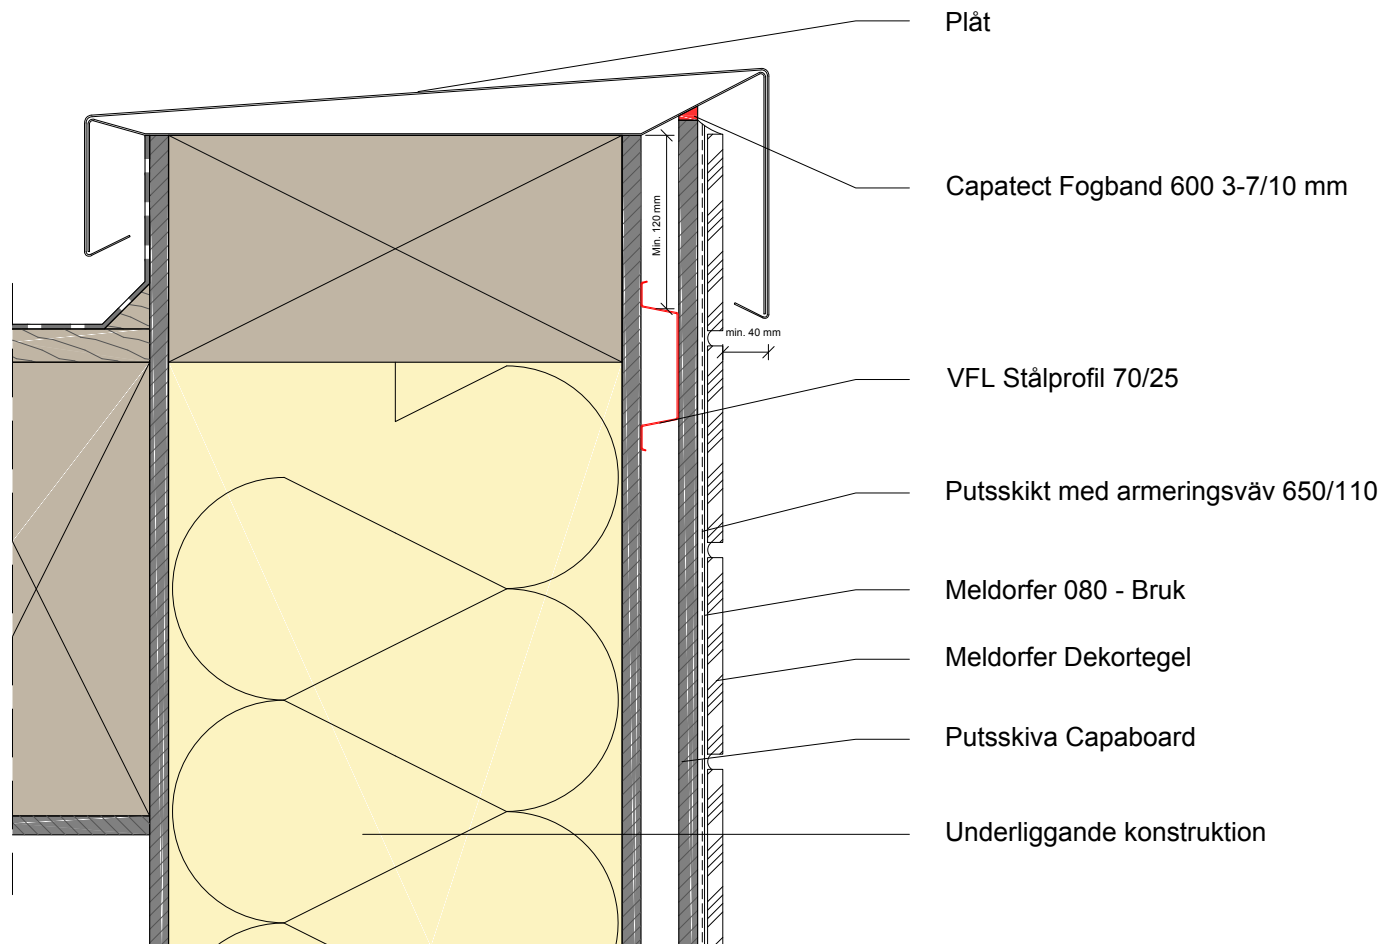 Plåt
Capatect Fogband 600 3-7/10 mm
Min. 120 mm
min. 40 mm
VFL Stålprofil 70/25
Putsskikt med armeringsväv 650/110
Meldorfer 080 - Bruk
Meldorfer Dekortegel
Putsskiva Capaboard
Underliggande konstruktion